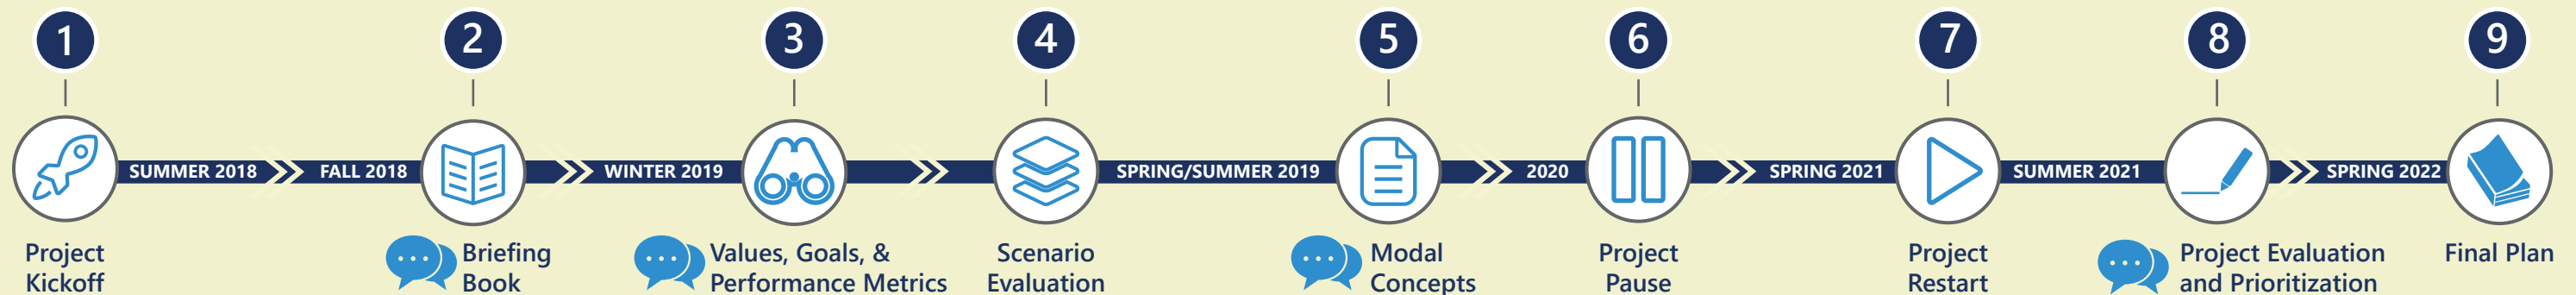 1
2
3
4
5
6
7
8
9
SUMMER 2018
FALL 2018
WINTER 2019
SPRING/SUMMER 2019
2020
SPRING 2021
SUMMER 2021
SPRING 2022
Project
Kickoff
Briefing
Book
Values, Goals, &
Performance Metrics
Scenario
Evaluation
Modal
Concepts
Project
Pause
Project
Restart
Project Evaluation
and Prioritization
Final Plan